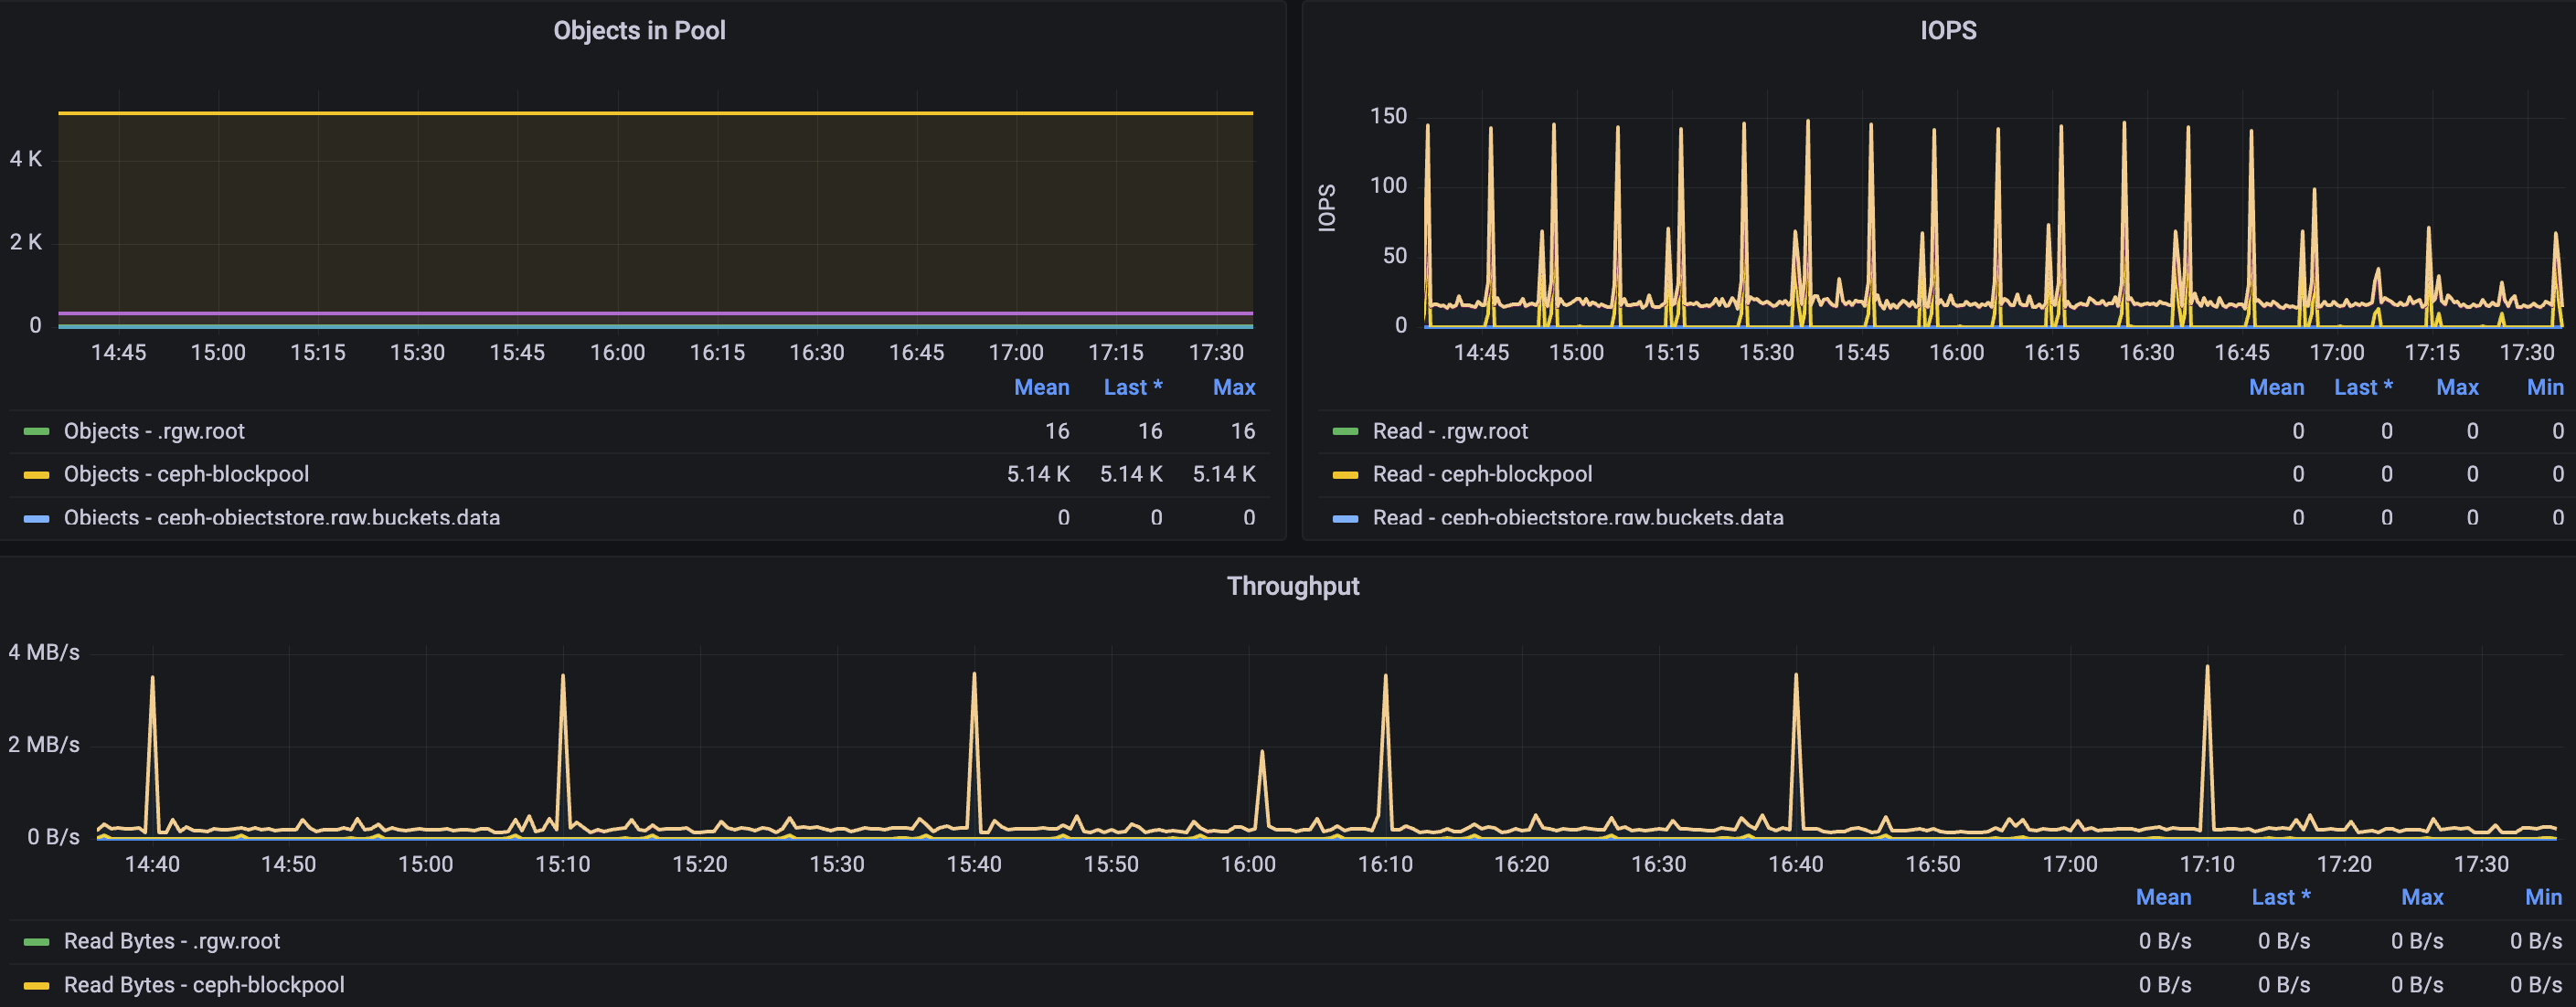 Objects in Pool
4 K
2 K
0
14:45 15:00 15:15 15:30 15:45 16:00 16:15 16:30 16:45 17:00 17:15 17:30
Mean Last * Max
Objects - .rgw.root 16 16 16
Objects - ceph-blockpool 5.14 K 5.14 K 5.14 K
Objects - ceph-objectstore.rgw.buckets.data 0 0 0
IOPS
IOPS
150
100
50
0
14:45 15:00 15:15 15:30 15:45 16:00 16:15 16:30 16:45 17:00 17:15 17:30
Mean Last * Max Min
Read - .rgw.root 0 0 0 0
Read - ceph-blockpool 0 0 0 0
Read - ceph-objectstore.rgw.buckets.data 0 0 0 0
Throughput
4 MB/s
2 MB/s
0 B/s
14:40 14:50 15:00 15:10 15:20 15:30 15:40 15:50 16:00 16:10 16:20 16:30 16:40 16:50 17:00 17:10 17:20 17:30
Mean Last * Max Min
Read Bytes - .rgw.root 0 B/s 0 B/s 0 B/s 0 B/s
Read Bytes - ceph-blockpool 0 B/s 0 B/s 0 B/s 0 B/s